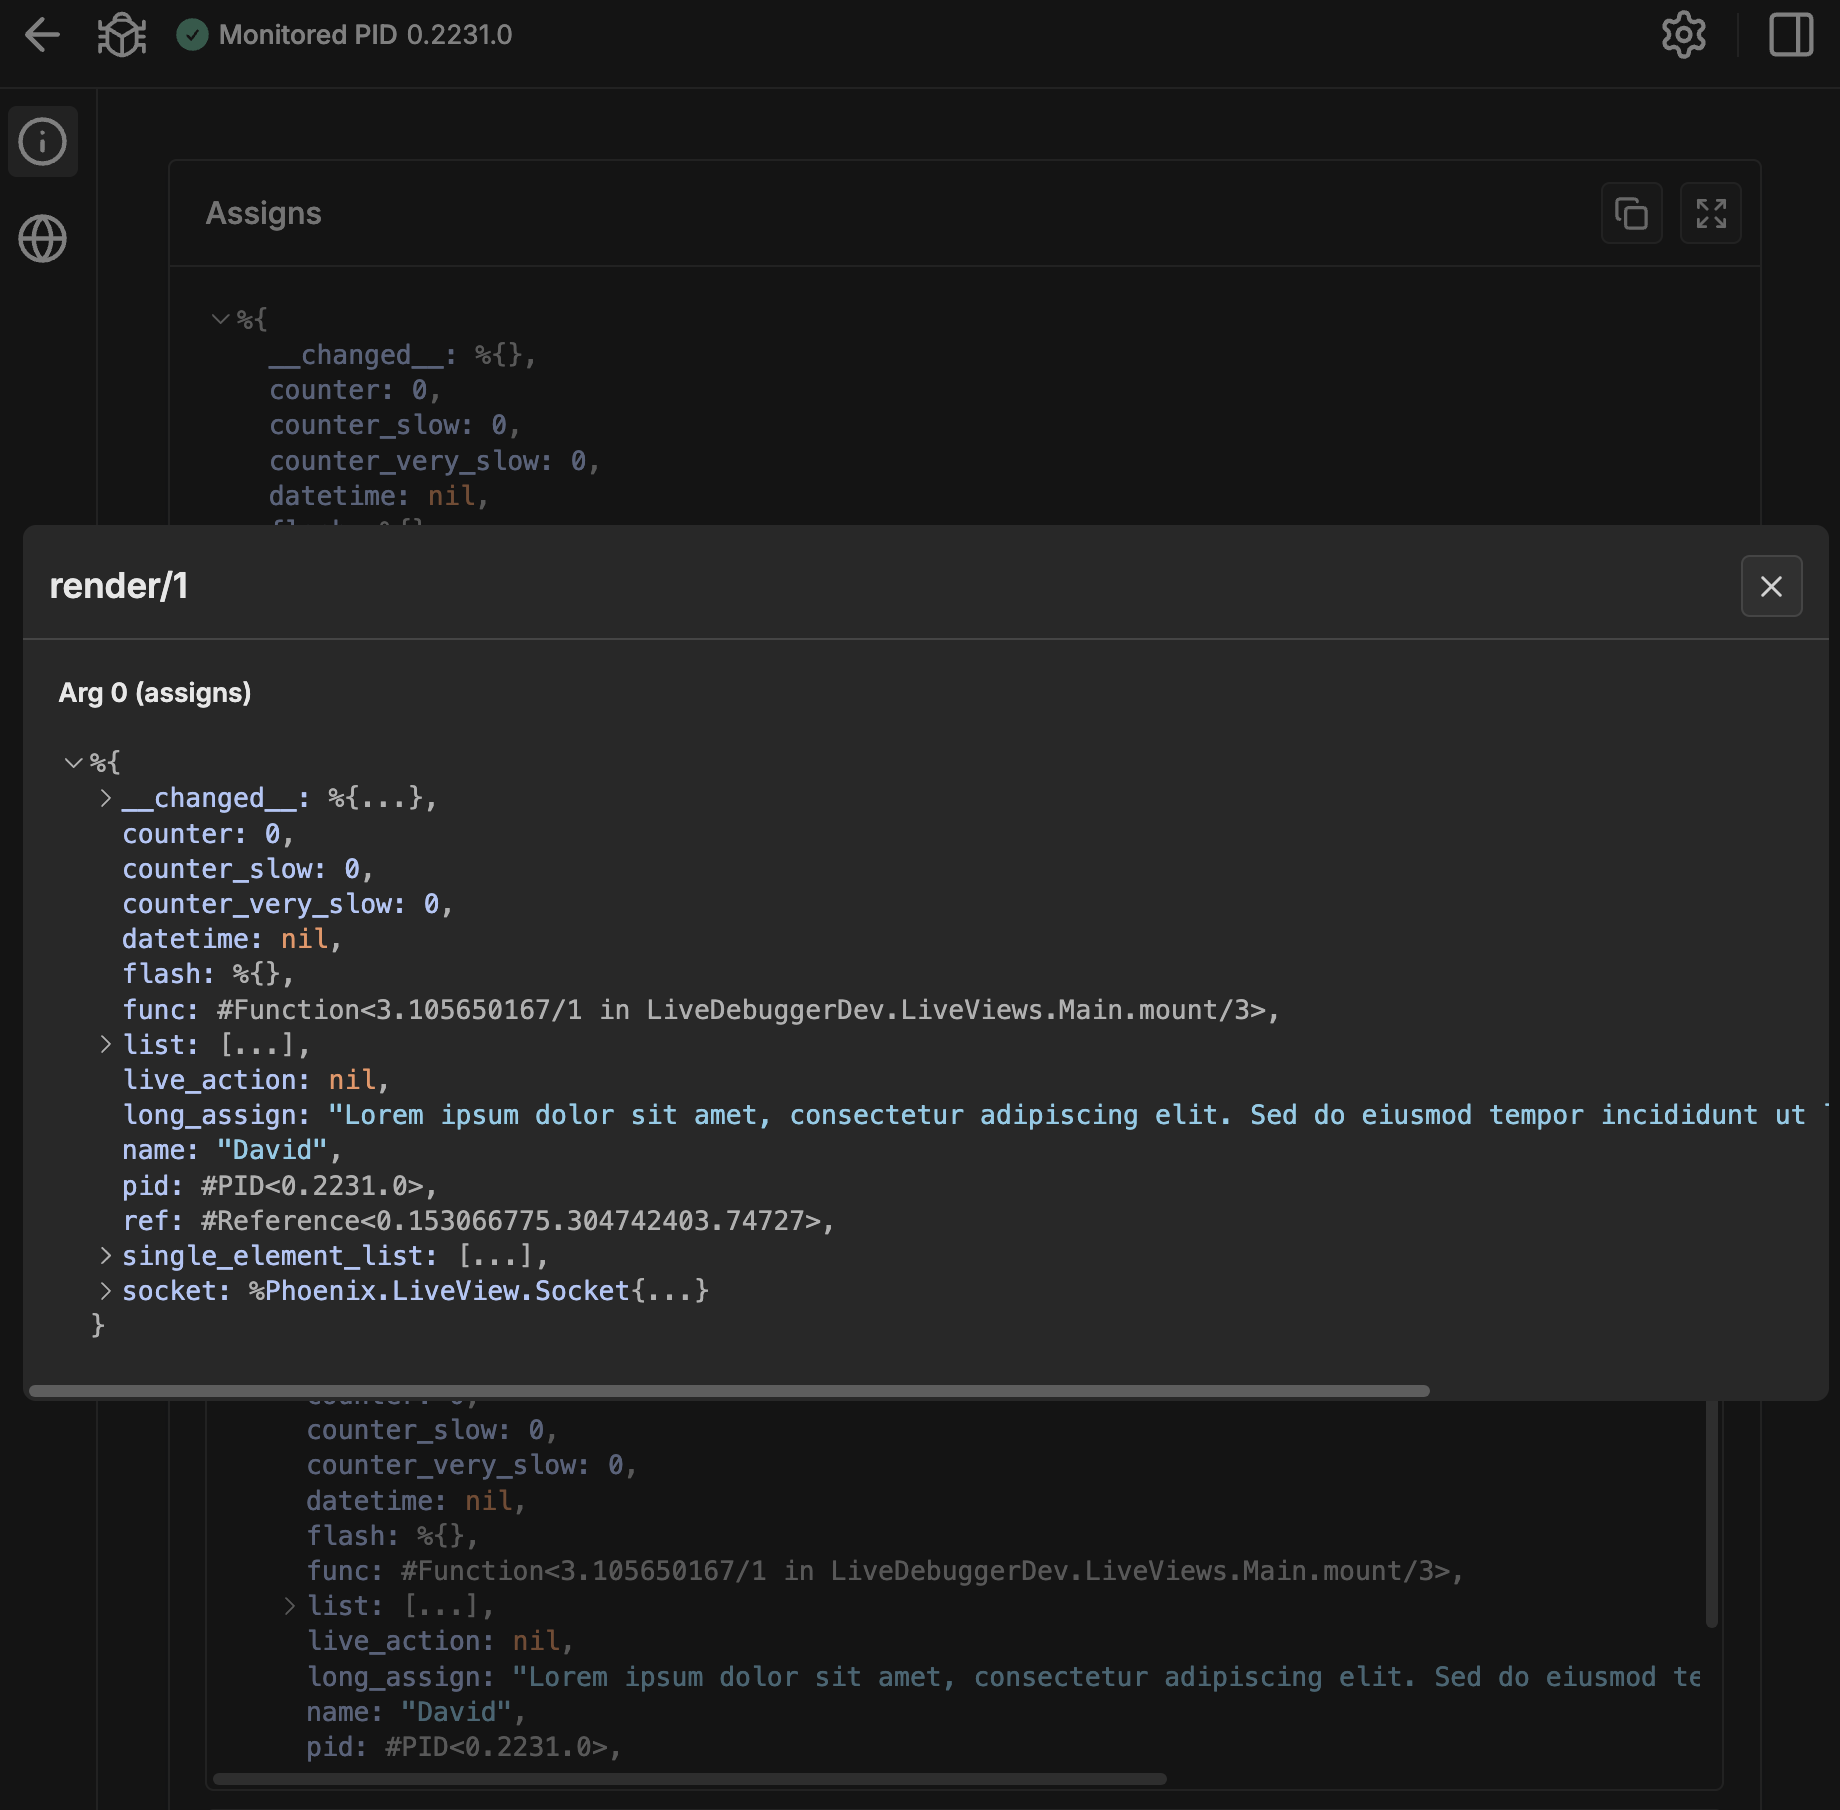 Monitored PID 0.2231.0
Assigns
%{
__changed__: %{},
counter: 0,
counter_slow: 0,
counter_very_slow: 0,
datetime: nil,
render/1
Arg 0 (assigns)
%{
__changed__: %{...},
counter: 0,
counter_slow: 0,
counter_very_slow: 0,
datetime: nil,
flash: %{},
func: #Function<3.105650167/1 in LiveDebuggerDev.LiveViews.Main.mount/3>,
list: [...],
live_action: nil,
long_assign: "Lorem ipsum dolor sit amet, consectetur adipiscing elit. Sed do eiusmod tempor incididunt ut
name: "David",
pid: #PID<0.2231.0>,
ref: #Reference<0.153066775.304742403.74727>,
single_element_list: [...],
socket: %Phoenix.LiveView.Socket{...}
}
counter_slow: 0,
counter_very_slow: 0,
datetime: nil,
flash: %{},
func: #Function<3.105650167/1 in LiveDebuggerDev.LiveViews.Main.mount/3>,
list: [...],
live_action: nil,
long_assign: "Lorem ipsum dolor sit amet, consectetur adipiscing elit. Sed do eiusmod te
name: "David",
pid: #PID<0.2231.0>,